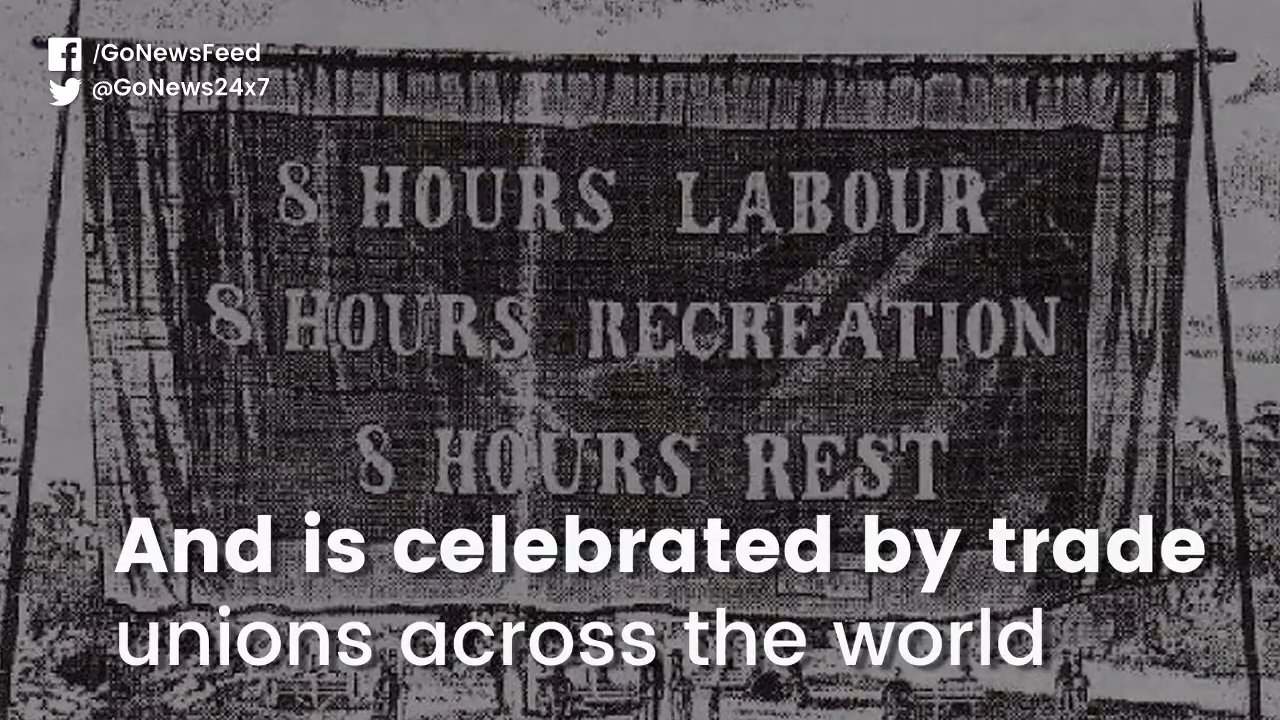 /GoNewsFeed
@GoNews24x7
8 HOURS LABOUR
8 HOURS RECREATION
8 HOURS REST
And is celebrated by trade
unions across the world